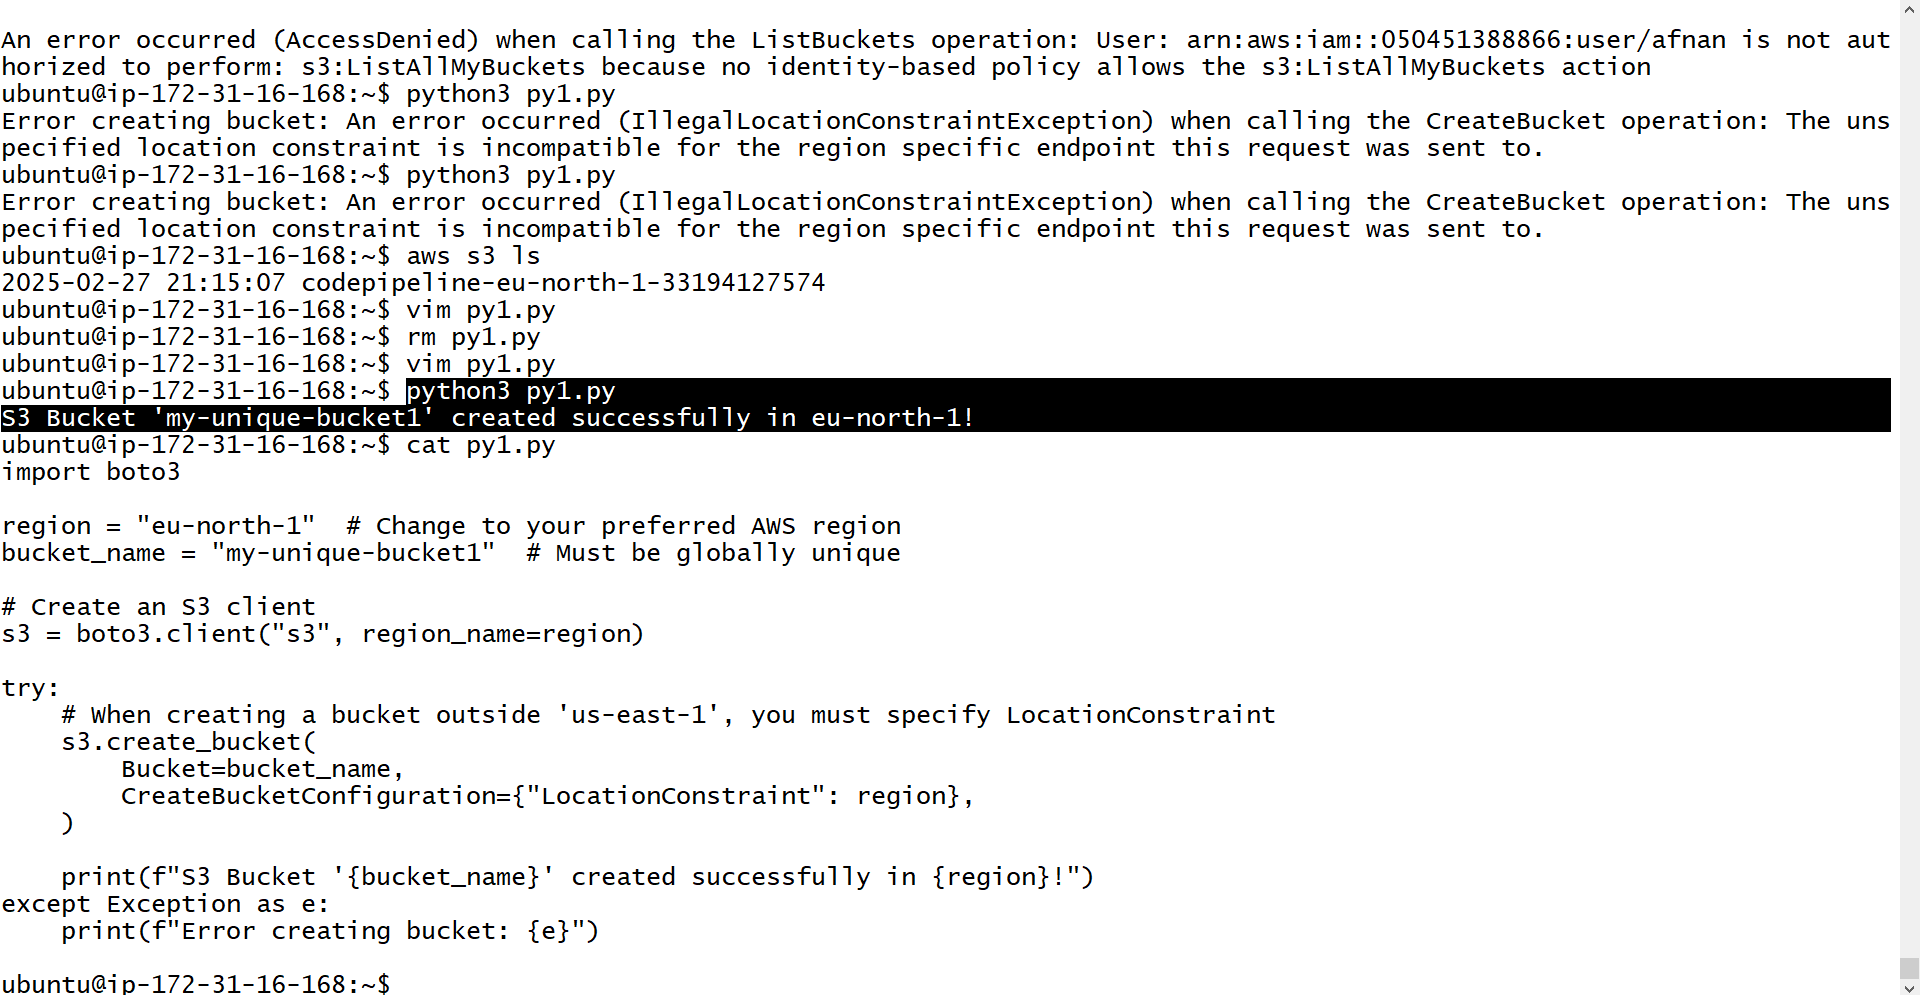 An error occurred (AccessDenied) when calling the ListBuckets operation: User: arn:aws:iam::050451388866:user/afnan is not aut
horized to perform: s3:ListAllMyBuckets because no identity-based policy allows the s3:ListAllMyBuckets action
ubuntu@ip-172-31-16-168:~$ python3 py1.py
Error creating bucket: An error occurred (IllegalLocationConstraintException) when calling the CreateBucket operation: The uns
pecified location constraint is incompatible for the region specific endpoint this request was sent to.
ubuntu@ip-172-31-16-168:~$ python3 py1.py
Error creating bucket: An error occurred (IllegalLocationConstraintException) when calling the CreateBucket operation: The uns
pecified location constraint is incompatible for the region specific endpoint this request was sent to.
ubuntu@ip-172-31-16-168:~$ aws s3 ls
2025-02-27 21:15:07 codepipeline-eu-north-1-33194127574
ubuntu@ip-172-31-16-168:~$ vim py1.py
ubuntu@ip-172-31-16-168:~$ rm py1.py
ubuntu@ip-172-31-16-168:~$ vim py1.py
ubuntu@ip-172-31-16-168:~$ python3 py1.py
S3 Bucket 'my-unique-bucket1' created successfully in eu-north-1!
ubuntu@ip-172-31-16-168:~$ cat py1.py
import boto3

region = "eu-north-1"  # Change to your preferred AWS region
bucket_name = "my-unique-bucket1"  # Must be globally unique

# Create an S3 client
s3 = boto3.client("s3", region_name=region)

try:
    # When creating a bucket outside 'us-east-1', you must specify LocationConstraint
    s3.create_bucket(
        Bucket=bucket_name,
        CreateBucketConfiguration={"LocationConstraint": region},
    )

    print(f"S3 Bucket '{bucket_name}' created successfully in {region}!")
except Exception as e:
    print(f"Error creating bucket: {e}")

ubuntu@ip-172-31-16-168:~$